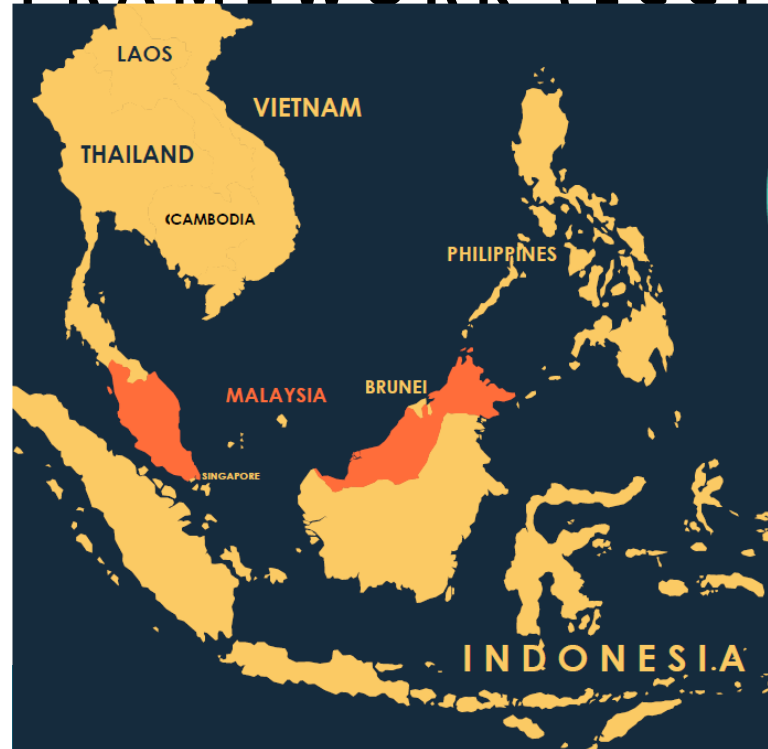 LAOS
VIETNAM
THAILAND
CAMBODIA
PHILIPPINES
BRUNEI
MALAYSIA
SINGAPORE
INDONESIA